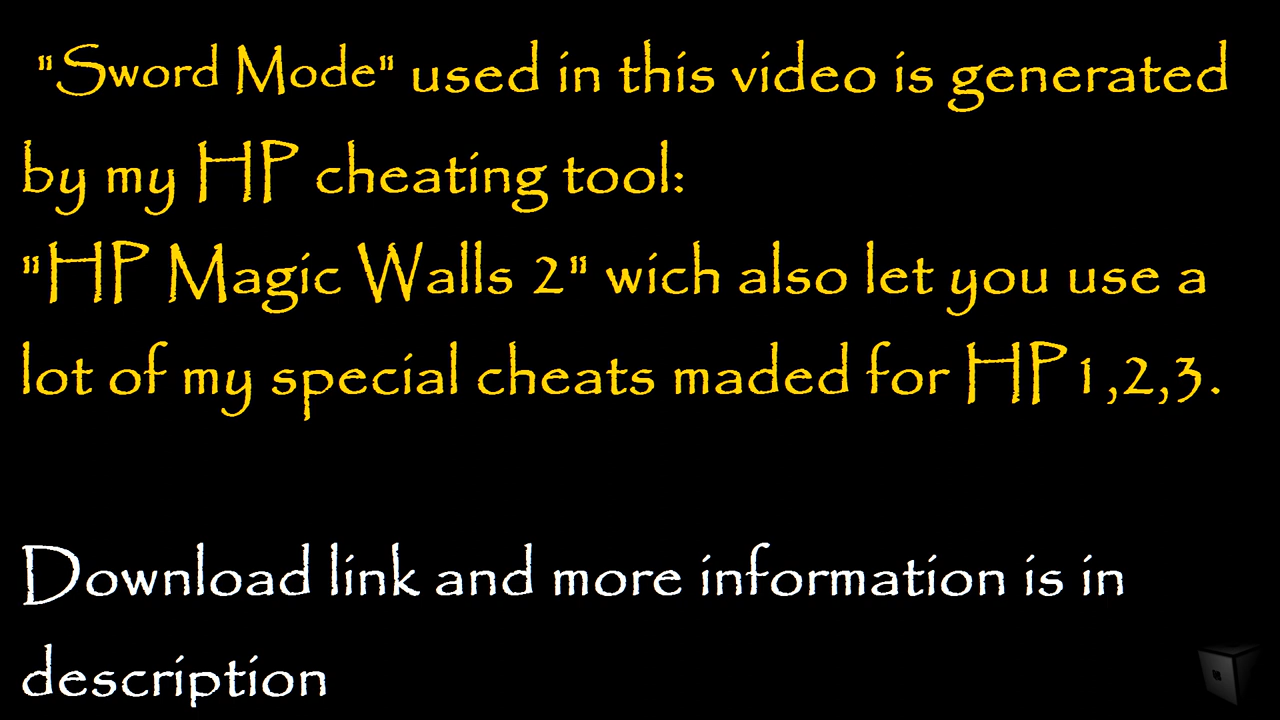 "Sword Mode" used in this video is generated
by my HP cheating tool:
"HP Magic Walls 2" wich also let you use a
lot of my special cheats maded for HP1,2,3.
Download link and more information is in
description